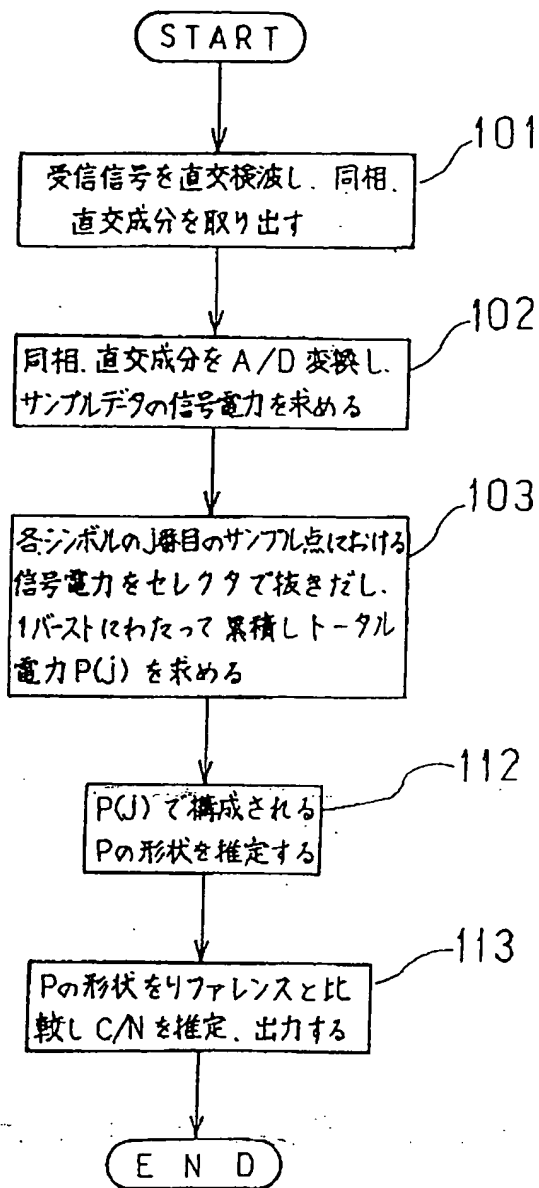 START
101
受信信号を直交検波し、同相、
直交成分を取り出す
102
同相、直交成分をA/D変換し、
サンプルデータの信号電力を求める
103
各シンボルのj番目のサンプル点における
信号電力をセレクタで抜きだし、
1バーストにわたって累積しトータル
電力P(j)を求める
112
P(j)で構成される
Pの形状を推定する
113
Pの形状をリファレンスと比
較しC/Nを推定、出力する
END